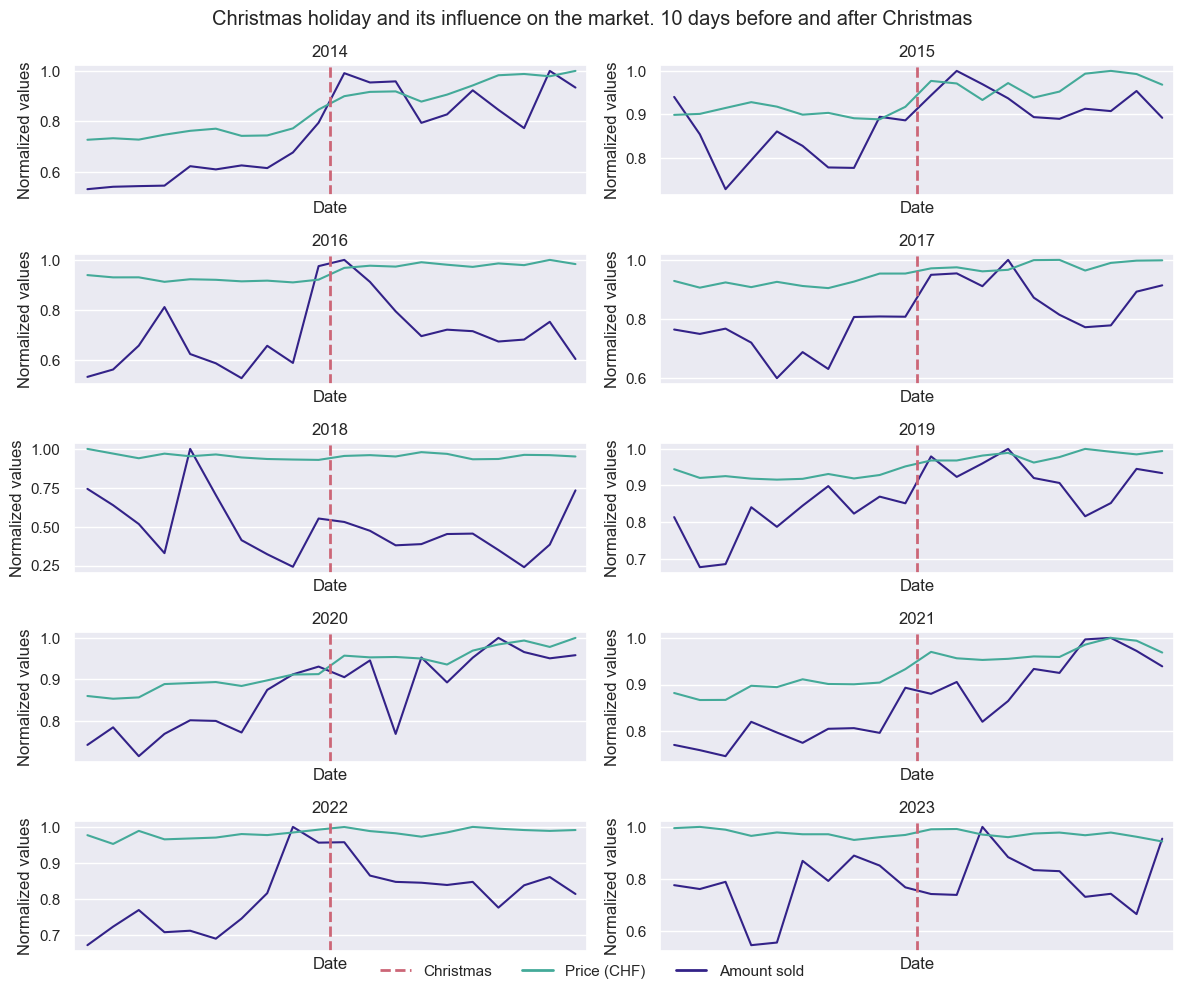 Christmas holiday and its influence on the market. 10 days before and after Christmas
2014
Normalized values
1.0
0.8
0.6
Date
2015
Normalized values
1.0
0.9
0.8
Date
2016
Normalized values
1.0
0.8
0.6
Date
2017
Normalized values
1.0
0.8
0.6
Date
2018
Normalized values
1.00
0.75
0.50
0.25
Date
2019
Normalized values
1.0
0.9
0.8
0.7
Date
2020
Normalized values
1.0
0.9
0.8
Date
2021
Normalized values
1.0
0.9
0.8
Date
2022
Normalized values
1.0
0.9
0.8
0.7
Date
2023
Normalized values
1.0
0.8
0.6
Date
Christmas
Price (CHF)
Amount sold